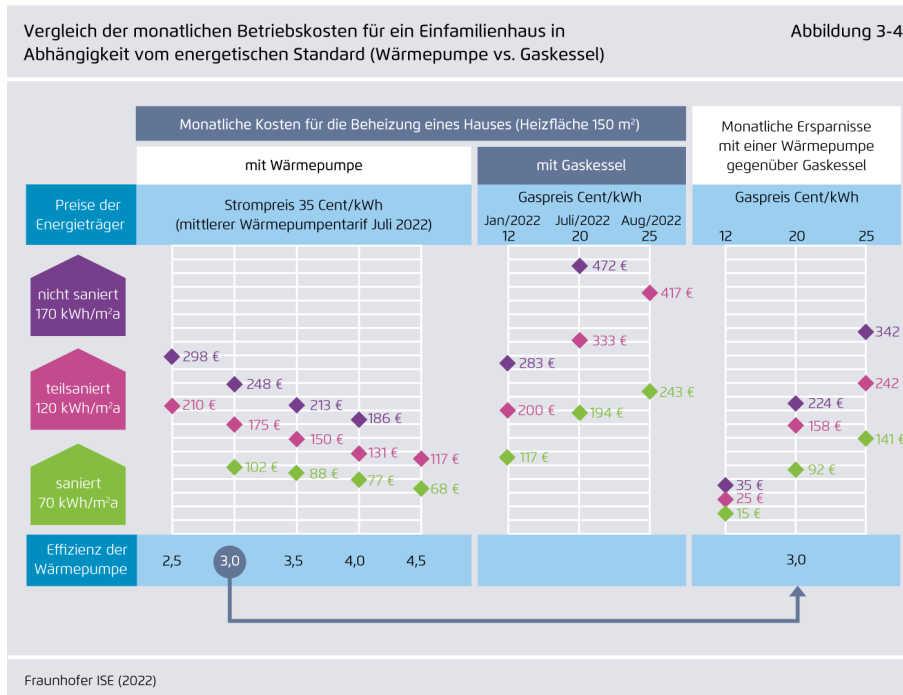 Vergleich der monatlichen Betriebskosten für ein Einfamilienhaus in
Abhängigkeit vom energetischen Standard (Wärmepumpe vs. Gaskessel)
Abbildung 3-4
Monatliche Kosten für die Beheizung eines Hauses (Heizfläche 150 m²)
Monatliche Ersparnisse
mit einer Wärmepumpe
gegenüber Gaskessel
mit Wärmepumpe
mit Gaskessel
Preise der
Energieträger
Strompreis 35 Cent/kWh
(mittlerer Wärmepumpentarif Juli 2022)
Gaspreis Cent/kWh
Jan/2022 Juli/2022 Aug/2022
12 20 25
Gaspreis Cent/kWh
12 20 25
nicht saniert
170 kWh/m²a
teilsaniert
120 kWh/m²a
saniert
70 kWh/m²a
298 €
248 €
213 €
186 €
210 €
175 €
150 €
131 €
117 €
102 €
88 €
77 €
68 €
472 €
417 €
333 €
283 €
243 €
200 €
194 €
117 €
342
242
224 €
158 €
141 €
92 €
35 €
25 €
15 €
Effizienz der
Wärmepumpe
2,5 3,0 3,5 4,0 4,5
3,0
Fraunhofer ISE (2022)